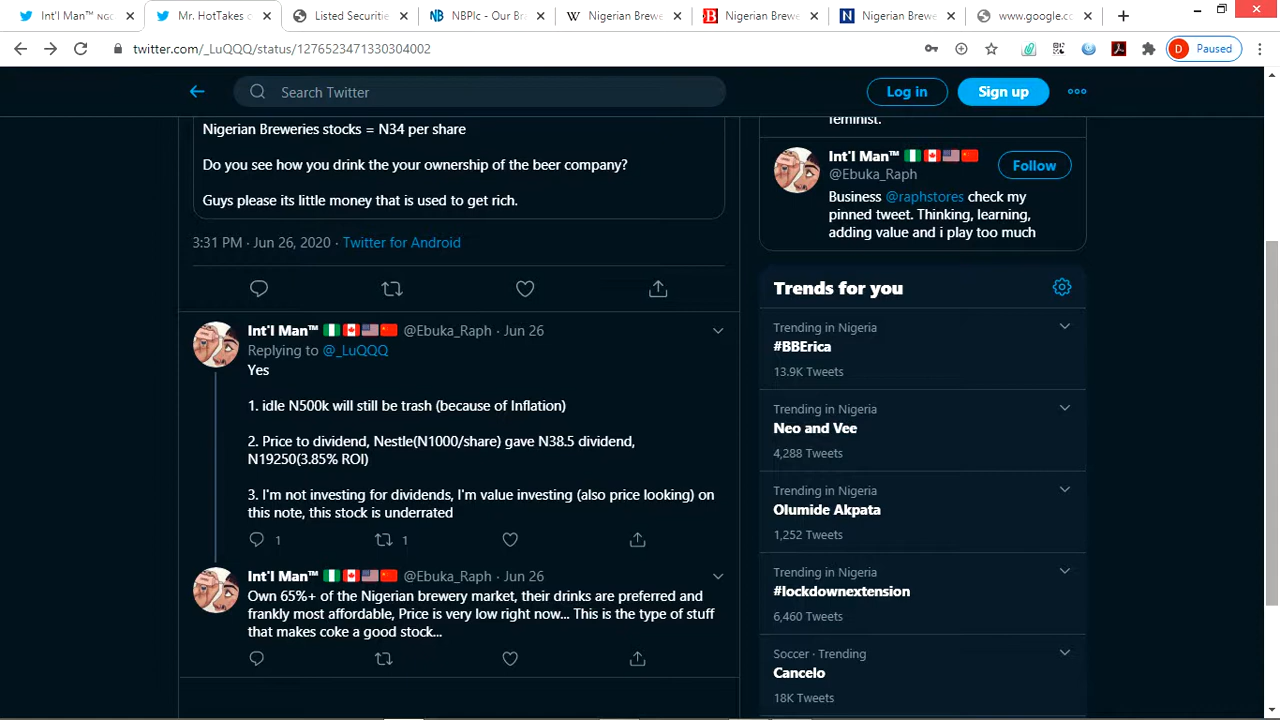 Int'l Man™ NGC
Mr. HotTakes c
Listed Securitie
NBPlc - Our Bra
Nigerian Brewe
Nigerian Brewe
Nigerian Brewe
www.google.co
twitter.com/_LuQQQ/status/1276523471330304002
D Paused
Search Twitter
Log in
Sign up
Nigerian Breweries stocks = N34 per share
Do you see how you drink the your ownership of the beer company?
Guys please its little money that is used to get rich.
3:31 PM · Jun 26, 2020 · Twitter for Android
Int'l Man™ @Ebuka_Raph · Jun 26
Replying to @_LuQQQ
Yes
1. idle N500k will still be trash (because of Inflation)
2. Price to dividend, Nestle(N1000/share) gave N38.5 dividend,
N19250(3.85% ROI)
3. I'm not investing for dividends, I'm value investing (also price looking) on
this note, this stock is underrated
1 1
Int'l Man™ @Ebuka_Raph · Jun 26
Own 65%+ of the Nigerian brewery market, their drinks are preferred and
frankly most affordable, Price is very low right now... This is the type of stuff
that makes coke a good stock...
feminist.
Int'l Man™
@Ebuka_Raph
Follow
Business @raphstores check my
pinned tweet. Thinking, learning,
adding value and i play too much
Trends for you
Trending in Nigeria
#BBErica
13.9K Tweets
Trending in Nigeria
Neo and Vee
4,288 Tweets
Trending in Nigeria
Olumide Akpata
1,252 Tweets
Trending in Nigeria
#lockdownextension
6,460 Tweets
Soccer · Trending
Cancelo
18K Tweets